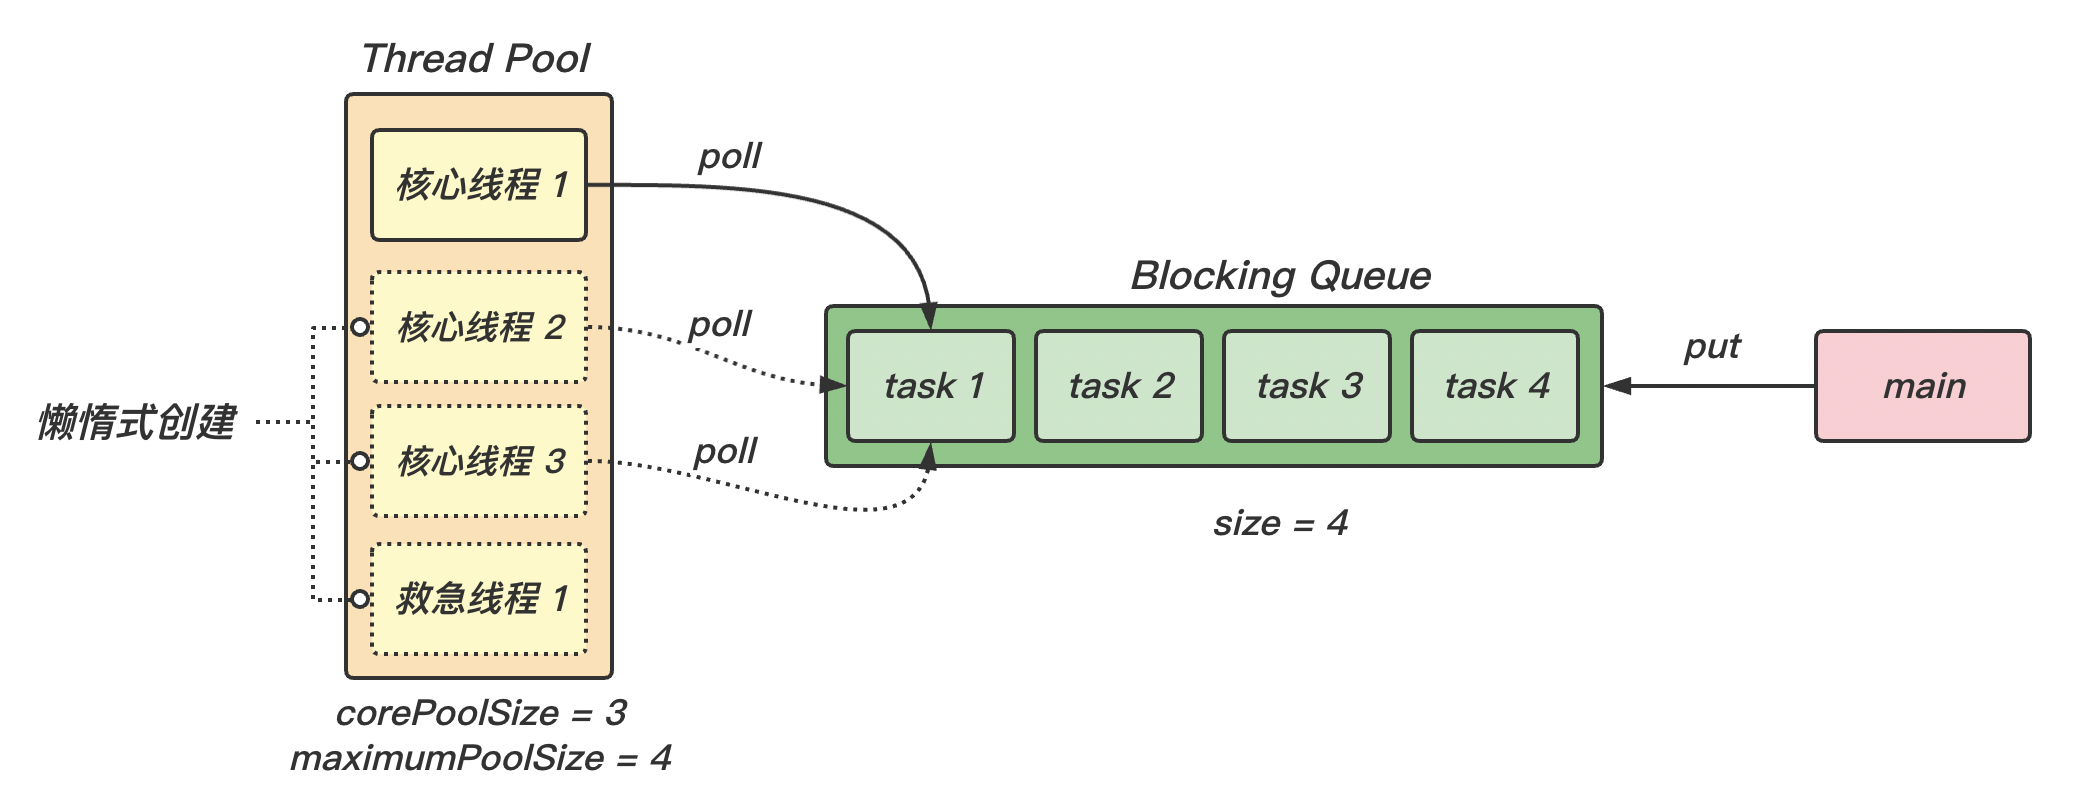 Thread Pool
核心线程 1
核心线程 2
核心线程 3
救急线程 1
懒惰式创建
corePoolSize = 3
maximumPoolSize = 4
poll
poll
poll
Blocking Queue
task 1
task 2
task 3
task 4
size = 4
put
main